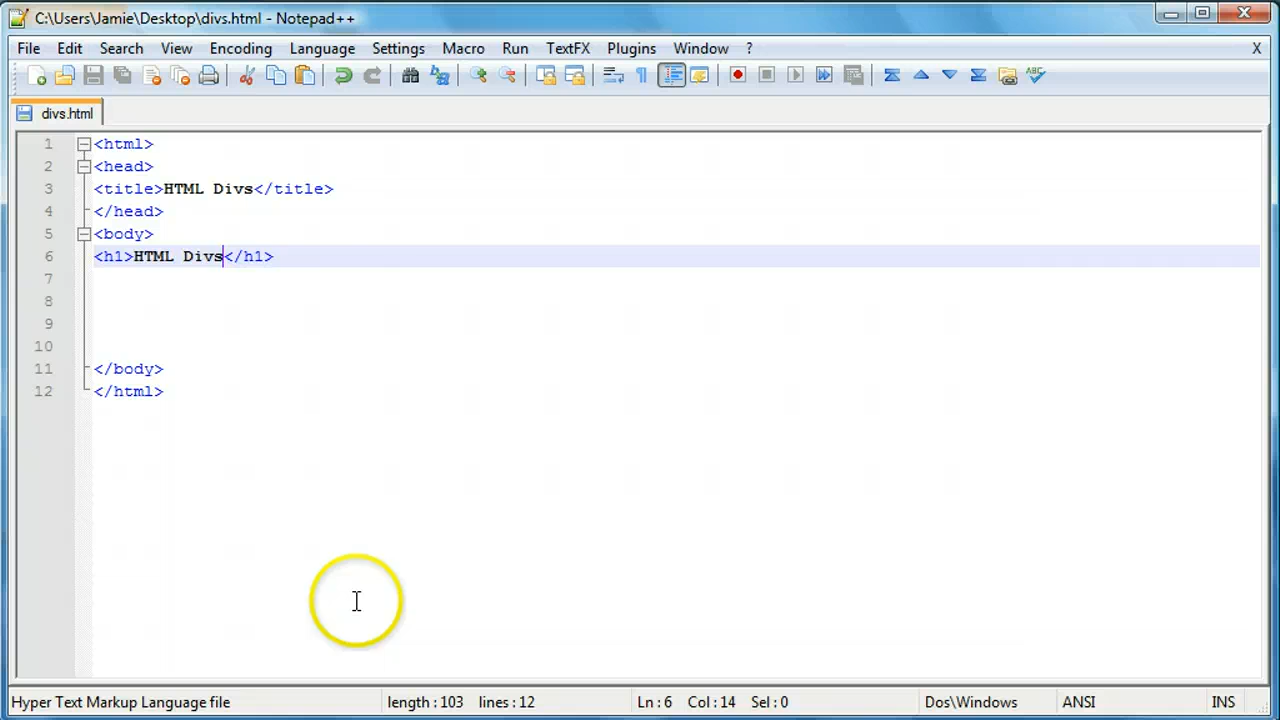 C:\Users\Jamie\Desktop\divs.html - Notepad++
File Edit Search View Encoding Language Settings Macro Run TextFX Plugins Window ? X
divs.html
1 <html>
2 <head>
3 <title>HTML Divs</title>
4 </head>
5 <body>
6 <h1>HTML Divs</h1>
7
8
9
10
11 </body>
12 </html>
Hyper Text Markup Language file length : 103 lines : 12 Ln : 6 Col : 14 Sel : 0 Dos\Windows ANSI INS